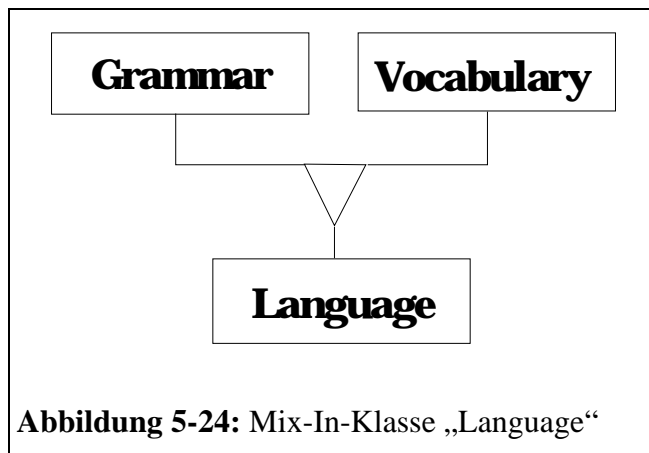 Grammar Vocabulary
Language
Abbildung 5-24: Mix-In-Klasse „Language“